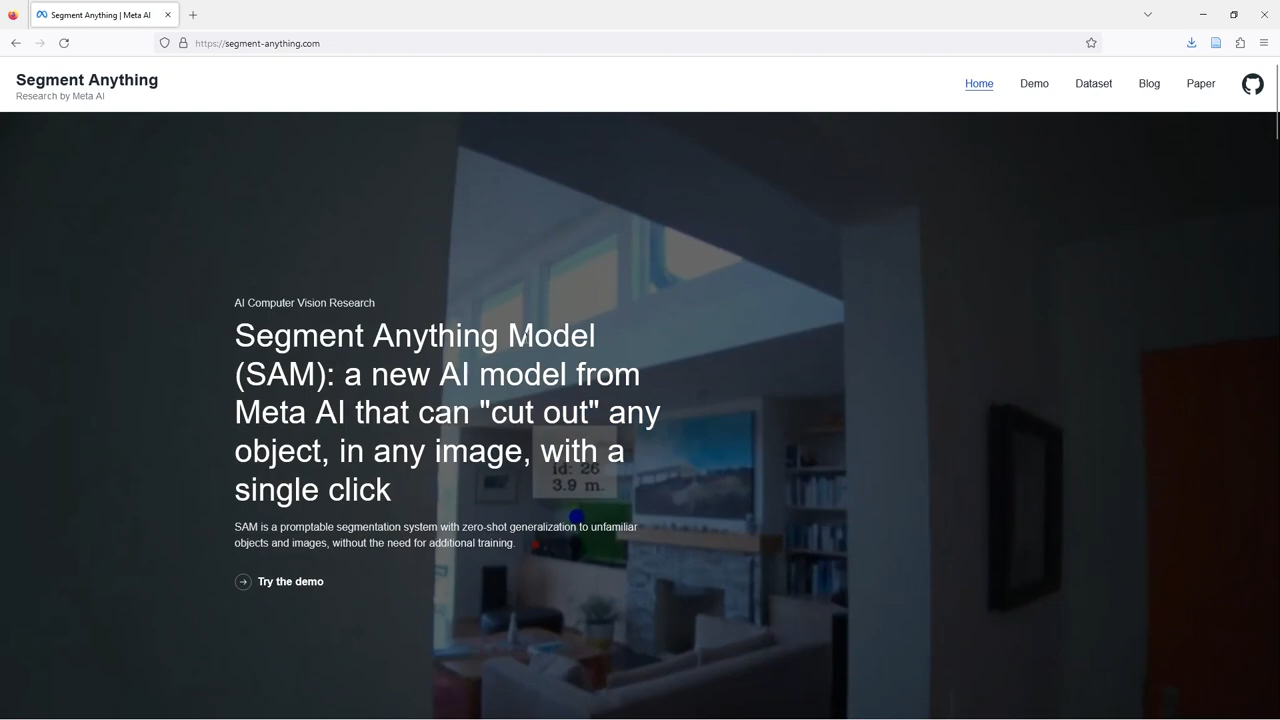 Segment Anything | Meta AI
https://segment-anything.com
Segment Anything
Research by Meta AI
Home Demo Dataset Blog Paper
AI Computer Vision Research
Segment Anything Model
(SAM): a new AI model from
Meta AI that can "cut out" any
object, in any image, with a
single click
id: 26
3.9 m.
SAM is a promptable segmentation system with zero-shot generalization to unfamiliar
objects and images, without the need for additional training.
Try the demo